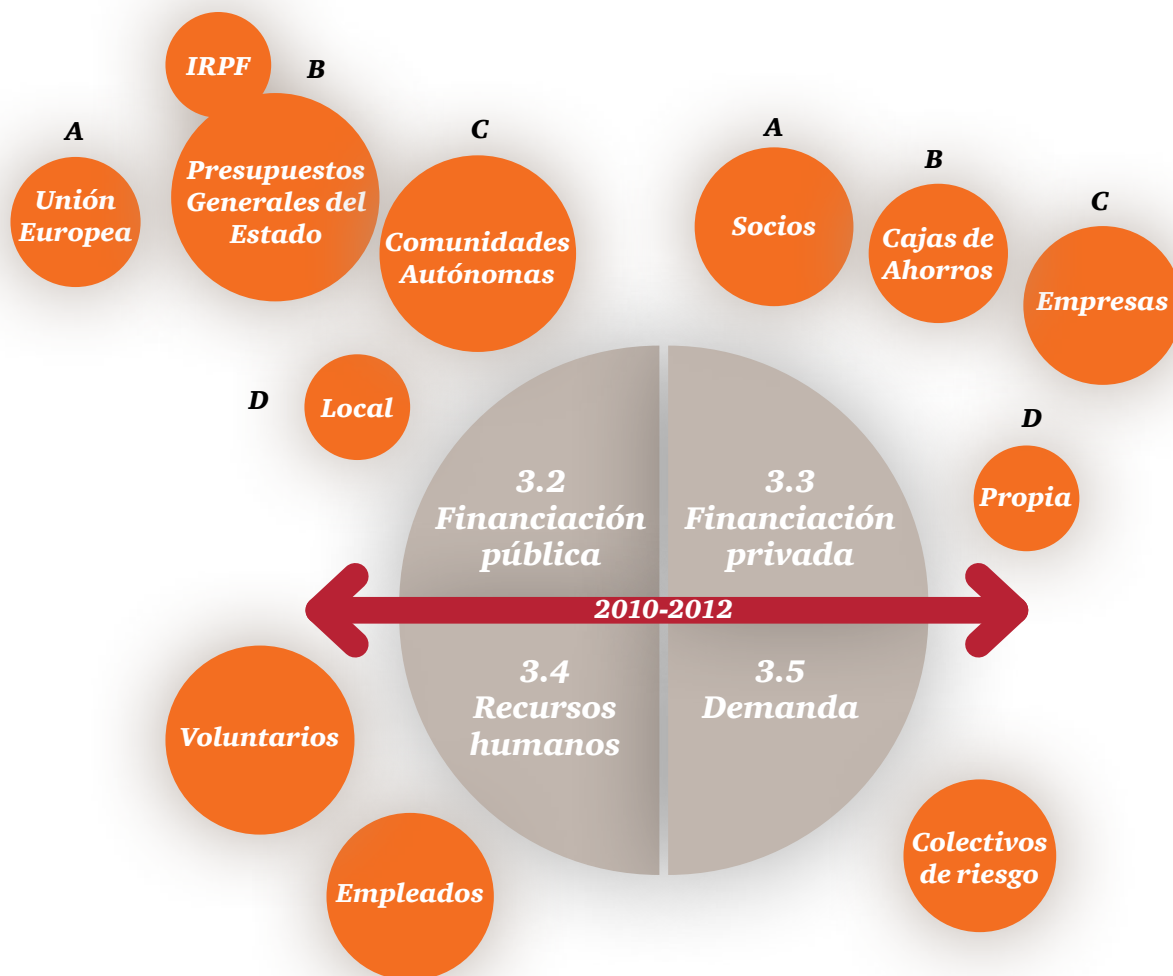 IRPF
B
A
Unión
Europea
Presupuestos
Generales del
Estado
C
Comunidades
Autónomas
D
Local
A
Socios
B
Cajas de
Ahorros
C
Empresas
D
Propia
3.2
Financiación
pública
3.3
Financiación
privada
2010-2012
3.4
Recursos
humanos
3.5
Demanda
Voluntarios
Empleados
Colectivos
de riesgo